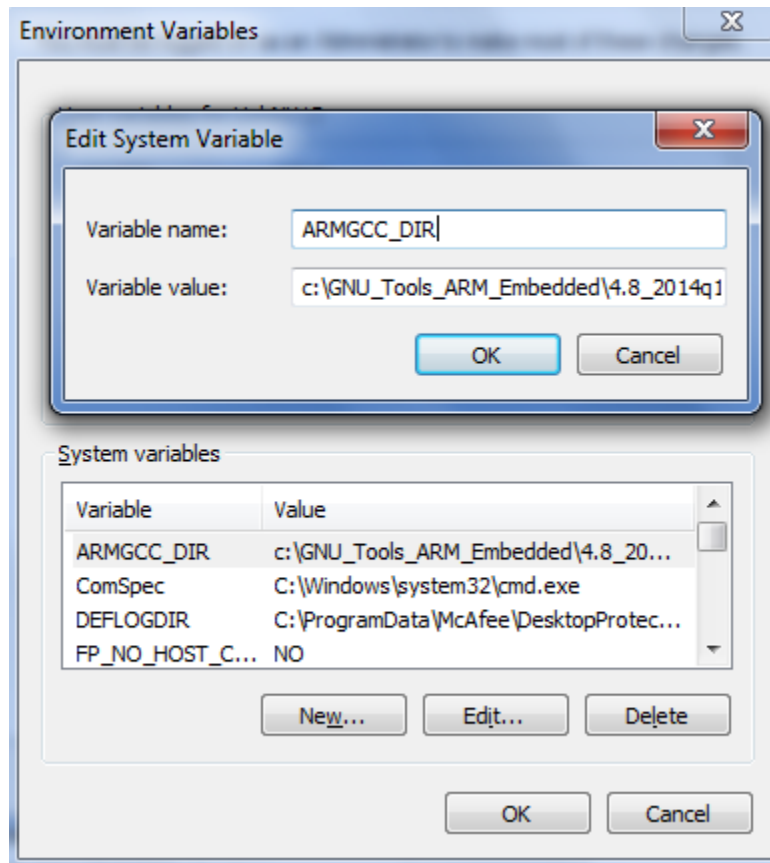 Environment Variables
Edit System Variable
Variable name: ARMGCC_DIR
Variable value: c:\GNU_Tools_ARM_Embedded\4.8_2014q1
OK Cancel
System variables
Variable Value
ARMGCC_DIR c:\GNU_Tools_ARM_Embedded\4.8_20...
ComSpec C:\Windows\system32\cmd.exe
DEFLOGDIR C:\ProgramData\McAfee\DesktopProtec...
FP_NO_HOST_C... NO
New... Edit... Delete
OK Cancel